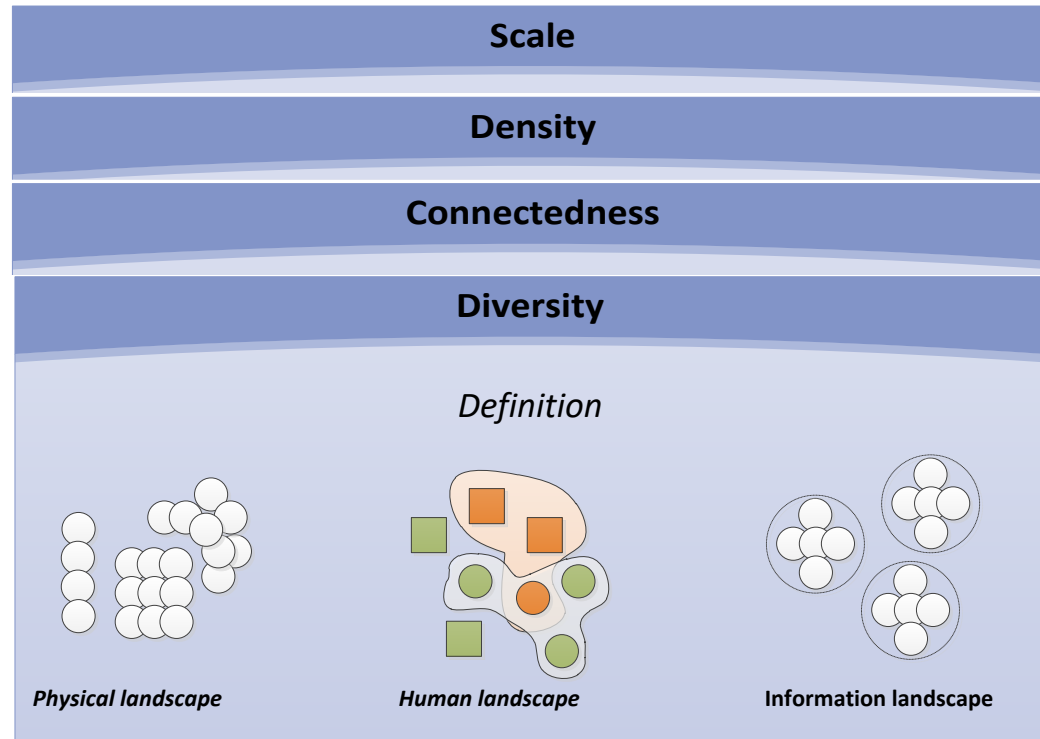 Scale
Density
Connectedness
Diversity
Definition
Physical landscape
Human landscape
Information landscape